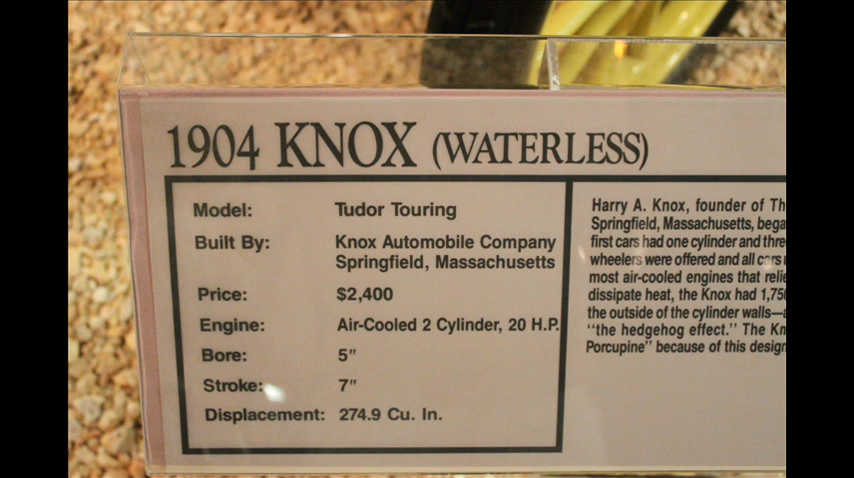 1904 KNOX (WATERLESS)
Model: Tudor Touring
Built By: Knox Automobile Company
Springfield, Massachusetts
Price: $2,400
Engine: Air-Cooled 2 Cylinder, 20 H.P.
Bore: 5"
Stroke: 7"
Displacement: 274.9 Cu. In.
Harry A. Knox, founder of
Springfield, Massachusetts,
first cars had one cylinder and
wheelers were offered and all cars
most air-cooled engines that
dissipate heat, the Knox had
the outside of the cylinder walls—
"the hedgehog effect." The
Porcupine" because of this